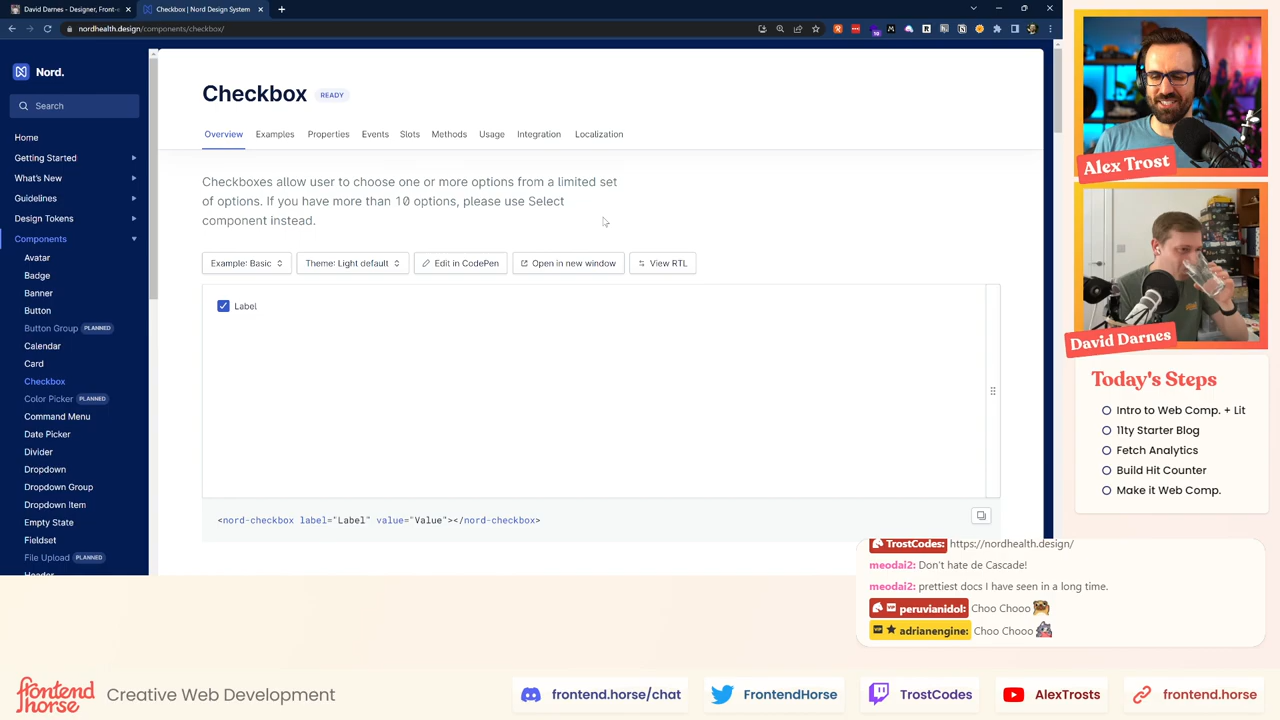 David Darnes - Designer, Front-e
Checkbox | Nord Design System
nordhealth.design/components/checkbox/
Nord.
Search
Home
Getting Started
What's New
Guidelines
Design Tokens
Components
Avatar
Badge
Banner
Button
Button Group PLANNED
Calendar
Card
Checkbox
Color Picker PLANNED
Command Menu
Date Picker
Divider
Dropdown
Dropdown Group
Dropdown Item
Empty State
Fieldset
File Upload PLANNED
Header
Checkbox READY
Overview Examples Properties Events Slots Methods Usage Integration Localization
Checkboxes allow user to choose one or more options from a limited set
of options. If you have more than 10 options, please use Select
component instead.
Example: Basic Theme: Light default Edit in CodePen Open in new window View RTL
Label
<nord-checkbox label="Label" value="Value"></nord-checkbox>
Alex Trost
David Darnes
Today's Steps
Intro to Web Comp. + Lit
11ty Starter Blog
Fetch Analytics
Build Hit Counter
Make it Web Comp.
TrostCodes: https://nordhealth.design/
meodai2: Don't hate de Cascade!
meodai2: prettiest docs I have seen in a long time.
peruvianidol: Choo Chooo
adrianengine: Choo Chooo
frontend
horse
Creative Web Development
frontend.horse/chat
FrontendHorse
TrostCodes
AlexTrosts
frontend.horse